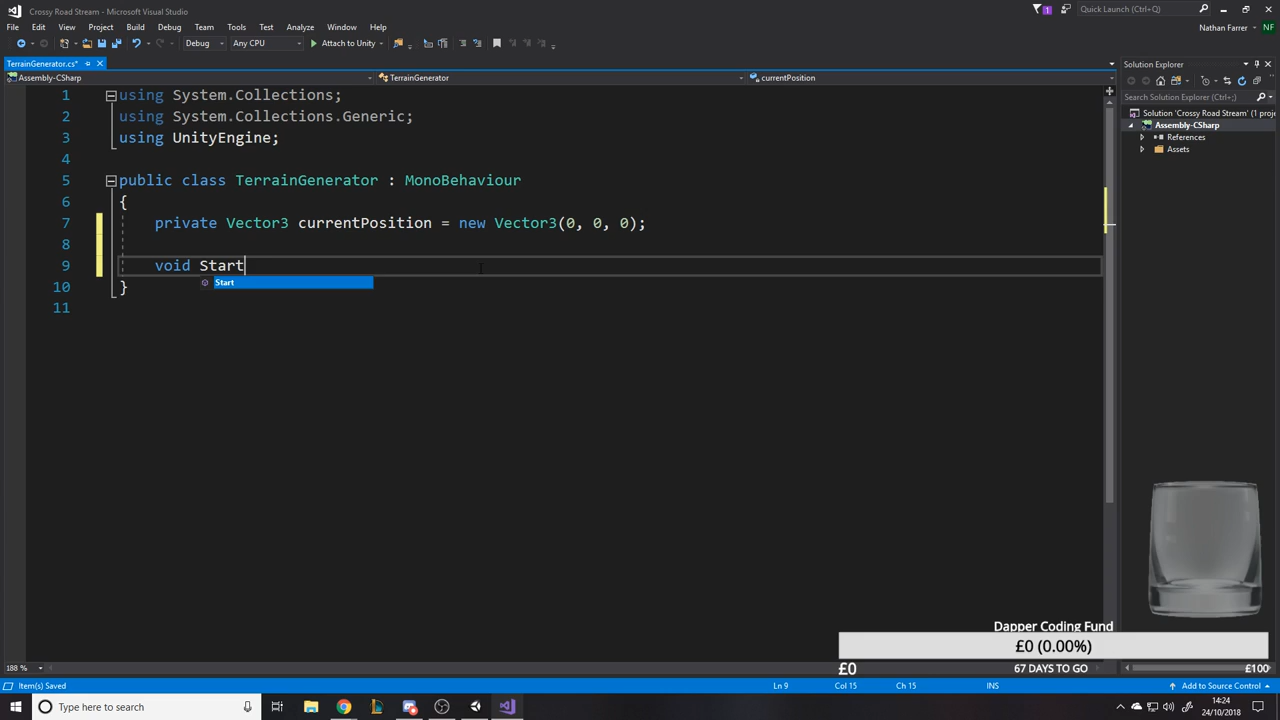 Crossy Road Stream - Microsoft Visual Studio
1
Quick Launch (Ctrl+Q)
File Edit View Project Build Debug Team Tools Test Analyze Window Help
Nathan Farrer
NF
Debug
Any CPU
Attach to Unity
TerrainGenerator.cs*
Solution Explorer
Assembly-CSharp
TerrainGenerator
currentPosition
Search Solution Explorer (Ctrl+;)
Solution 'Crossy Road Stream' (1 proje
Assembly-CSharp
References
Assets
1 using System.Collections;
2 using System.Collections.Generic;
3 using UnityEngine;
4
5 public class TerrainGenerator : MonoBehaviour
6 {
7 private Vector3 currentPosition = new Vector3(0, 0, 0);
8
9 void Start
Start
10 }
11
Dapper Coding Fund
£0 (0.00%)
£0
67 DAYS TO GO
£100
188 %
Item(s) Saved
Ln 9
Col 15
Ch 15
INS
Add to Source Control
Type here to search
14:24
24/10/2018